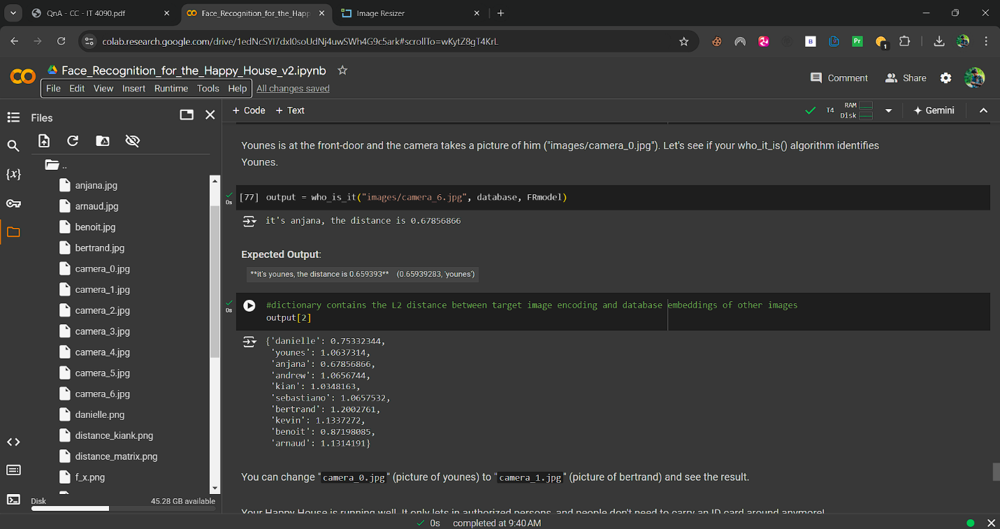 QnA - CC - IT 4090.pdf
Face_Recognition_for_the_Happ
Image Resizer
colab.research.google.com/drive/1edNcSYI7dxI0soUdNj4uwSWh4G9c5ark#scrollTo=wKytZ8gT4KrL
Face_Recognition_for_the_Happy_House_v2.ipynb
File Edit View Insert Runtime Tools Help All changes saved
Comment Share
Files
+ Code + Text
T4 RAM Disk Gemini
..
anjana.jpg
arnaud.jpg
benoit.jpg
bertrand.jpg
camera_0.jpg
camera_1.jpg
camera_2.jpg
camera_3.jpg
camera_4.jpg
camera_5.jpg
camera_6.jpg
danielle.png
distance_kiank.png
distance_matrix.png
f_x.png
Disk 45.28 GB available
Younes is at the front-door and the camera takes a picture of him ("images/camera_0.jpg"). Let's see if your who_it_is() algorithm identifies
Younes.
0s
[77] output = who_is_it("images/camera_6.jpg", database, FRmodel)
it's anjana, the distance is 0.67856866
Expected Output:
**it's younes, the distance is 0.659393** (0.65939283, 'younes')
0s
#dictionary contains the L2 distance between target image encoding and database embeddings of other images
output[2]
{'danielle': 0.75332344,
'younes': 1.0637314,
'anjana': 0.67856866,
'andrew': 1.0656744,
'kian': 1.0348163,
'sebastiano': 1.0657532,
'bertrand': 1.2002761,
'kevin': 1.1337272,
'benoit': 0.87198085,
'arnaud': 1.1314191}
You can change "camera_0.jpg" (picture of younes) to "camera_1.jpg" (picture of bertrand) and see the result.
Your Happy House is running well. It only lets in authorized persons, and people don't need to carry an ID card around anymore!
0s completed at 9:40 AM